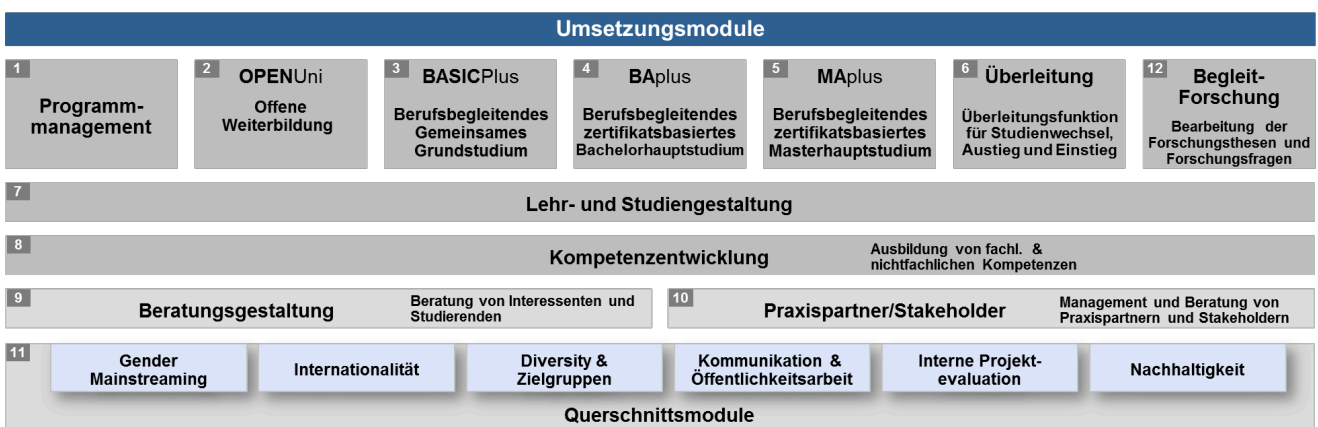 Umsetzungsmodule
1
Programm-
management
2
OPENUni
Offene
Weiterbildung
3
BASICPlus
Berufsbegleitendes
Gemeinsames
Grundstudium
4
BAplus
Berufsbegleitendes
zertifikatsbasiertes
Bachelorhauptstudium
5
MAplus
Berufsbegleitendes
zertifikatsbasiertes
Masterhauptstudium
6
Überleitung
Überleitungsfunktion
für Studienwechsel,
Austieg und Einstieg
12
Begleit-
Forschung
Bearbeitung der
Forschungsthesen und
Forschungsfragen
7
Lehr- und Studiengestaltung
8
Kompetenzentwicklung
Ausbildung von fachl. &
nichtfachlichen Kompetenzen
9
Beratungsgestaltung
Beratung von Interessenten und
Studierenden
10
Praxispartner/Stakeholder
Management und Beratung von
Praxispartnern und Stakeholdern
11
Gender
Mainstreaming
Internationalität
Diversity &
Zielgruppen
Kommunikation &
Öffentlichkeitsarbeit
Interne Projekt-
evaluation
Nachhaltigkeit
Querschnittsmodule